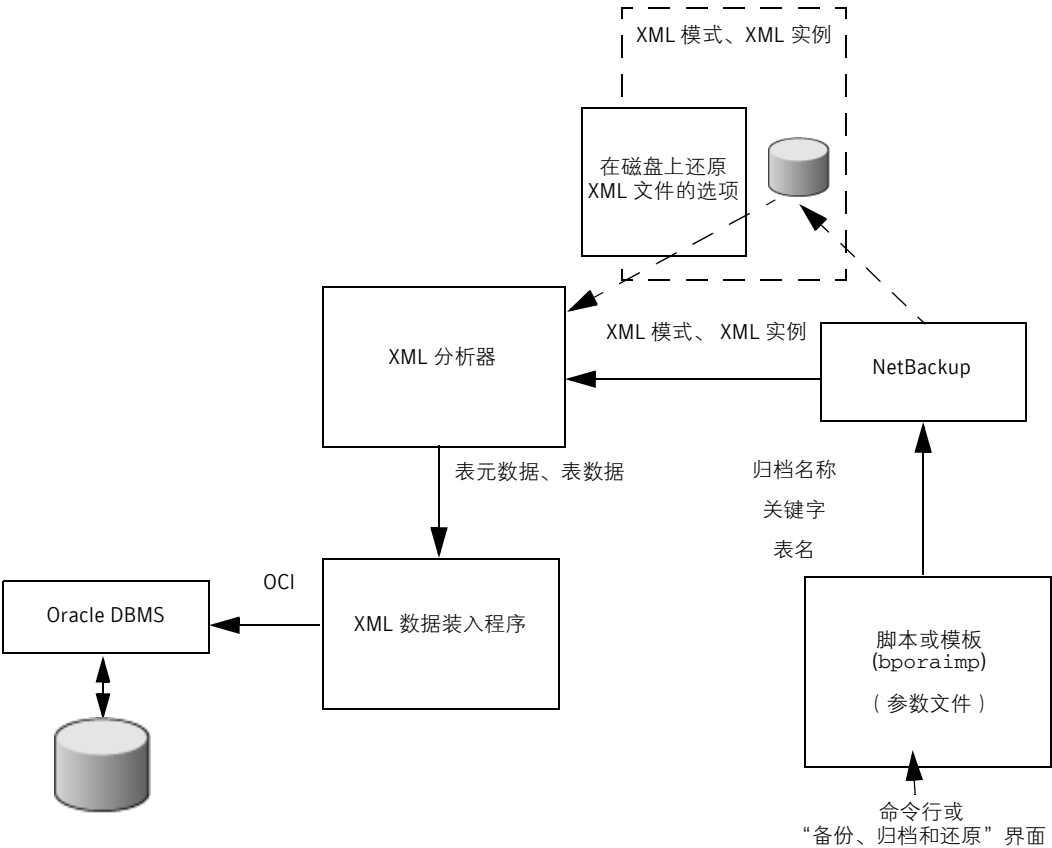 XML 模式、XML 实例
在磁盘上还原
XML 文件的选项
XML 模式、 XML 实例
XML 分析器
NetBackup
表元数据、表数据
归档名称
关键字
表名
OCI
Oracle DBMS
XML 数据装入程序
脚本或模板
(bporaimp)
（参数文件）
命令行或
“备份、归档和还原”界面